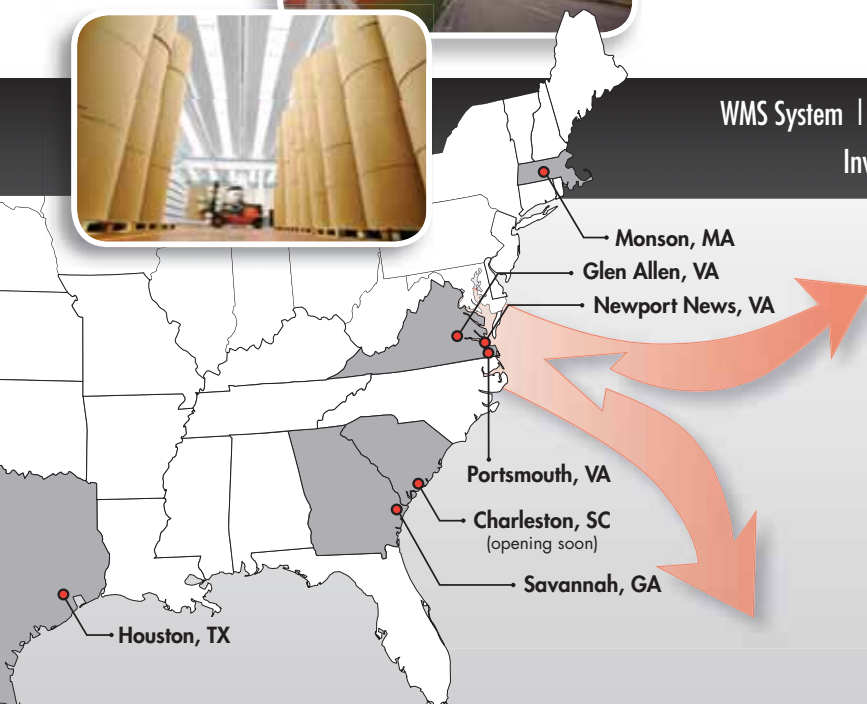 WMS System |
Monson, MA
Glen Allen, VA
Newport News, VA
Portsmouth, VA
Charleston, SC
(opening soon)
Savannah, GA
Houston, TX